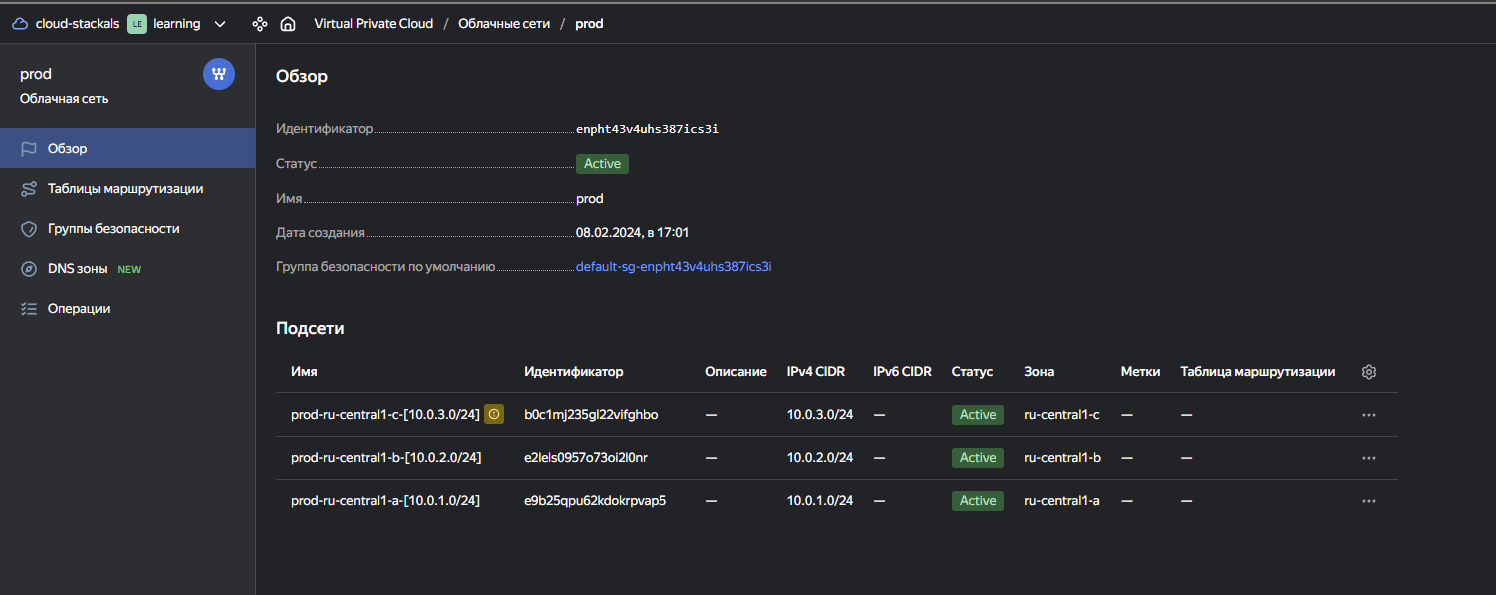 cloud-stackals LE learning Virtual Private Cloud / Облачные сети / prod
prod
Облачная сеть
Обзор
Таблицы маршрутизации
Группы безопасности
DNS зоны NEW
Операции
Обзор
Идентификатор enpht43v4uhs387ics3i
Статус Active
Имя prod
Дата создания 08.02.2024, в 17:01
Группа безопасности по умолчанию default-sg-enpht43v4uhs387ics3i
Подсети
Имя Идентификатор Описание IPv4 CIDR IPv6 CIDR Статус Зона Метки Таблица маршрутизации
prod-ru-central1-c-[10.0.3.0/24] b0c1mj235gl22vifghbo — 10.0.3.0/24 — Active ru-central1-c — —
prod-ru-central1-b-[10.0.2.0/24] e2lels0957o73oi2l0nr — 10.0.2.0/24 — Active ru-central1-b — —
prod-ru-central1-a-[10.0.1.0/24] e9b25qpu62kdokrpvap5 — 10.0.1.0/24 — Active ru-central1-a — —